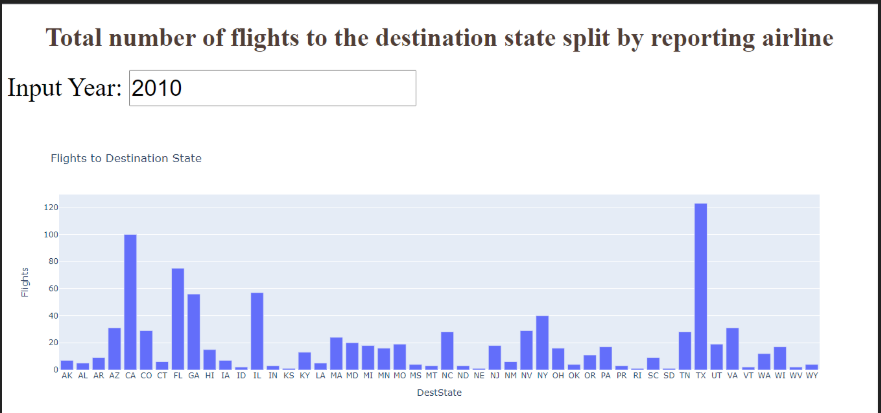 Total number of flights to the destination state split by reporting airline
Input Year: 2010
Flights to Destination State
120
100
80
60
40
20
0
Flights
AK AL AR AZ CA CO CT FL GA HI IA ID IL IN KS KY LA MA MD MI MN MO MS MT NC ND NE NJ NM NV NY OH OK OR PA PR RI SC SD TN TX UT VA VT WA WI WV WY
DestState